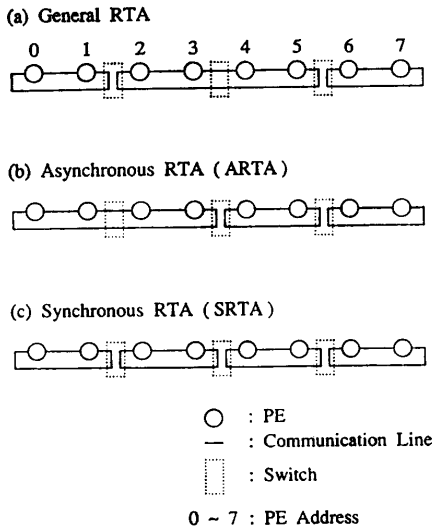 (a) General RTA
0 1 2 3 4 5 6 7
(b) Asynchronous RTA ( ARTA )
(c) Synchronous RTA ( SRTA )
: PE
: Communication Line
: Switch
0 ~ 7 : PE Address